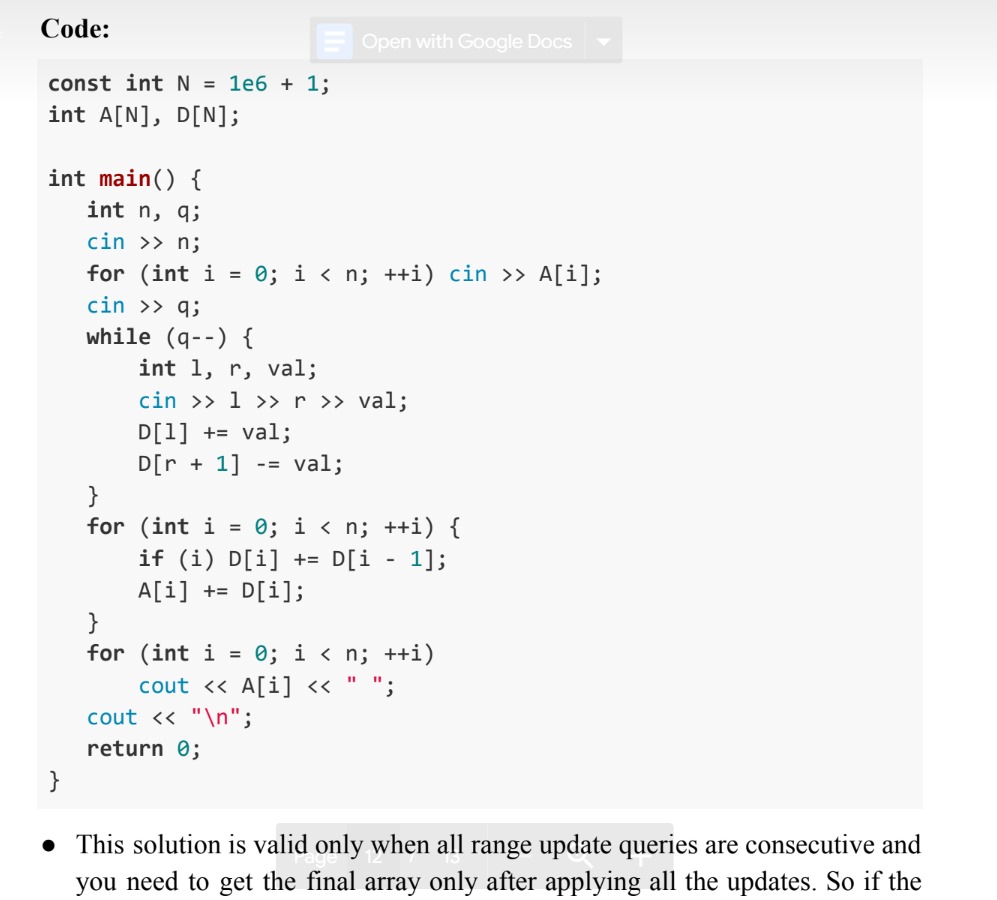 Code:
Open with Google Docs
const int N = 1e6 + 1;
int A[N], D[N];
int main() {
int n, q;
cin >> n;
for (int i = 0; i < n; ++i) cin >> A[i];
cin >> q;
while (q--) {
int l, r, val;
cin >> l >> r >> val;
D[l] += val;
D[r + 1] -= val;
}
for (int i = 0; i < n; ++i) {
if (i) D[i] += D[i - 1];
A[i] += D[i];
}
for (int i = 0; i < n; ++i)
cout << A[i] << " ";
cout << "\n";
return 0;
}
● This solution is valid only when all range update queries are consecutive and
Page 12 / 13
you need to get the final array only after applying all the updates. So if the